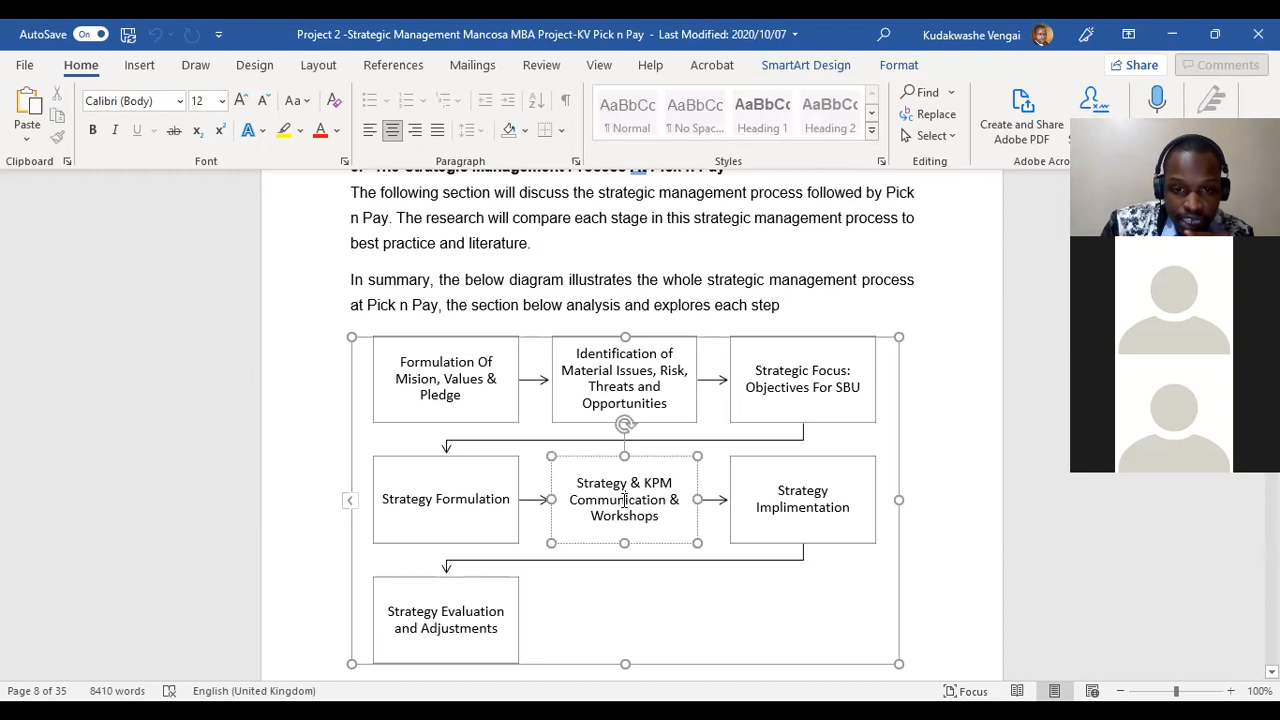 AutoSave On Project 2 -Strategic Management Mancosa MBA Project-KV Pick n Pay - Last Modified: 2020/10/07 Kudakwashe Vengai
File Home Insert Draw Design Layout References Mailings Review View Help Acrobat SmartArt Design Format Share Comments
Paste
Calibri (Body) 12
AaBbCc AaBbCc AaBbCc AaBbCc
¶ Normal ¶ No Spac... Heading 1 Heading 2
Find
Replace
Select
Create and Share
Adobe PDF
Clipboard Font Paragraph Styles Editing Adobe Acro
The following section will discuss the strategic management process followed by Pick
n Pay. The research will compare each stage in this strategic management process to
best practice and literature.
In summary, the below diagram illustrates the whole strategic management process
at Pick n Pay, the section below analysis and explores each step
Formulation Of
Mision, Values &
Pledge
Identification of
Material Issues, Risk,
Threats and
Opportunities
Strategic Focus:
Objectives For SBU
Strategy Formulation
Strategy & KPM
Communication &
Workshops
Strategy
Implimentation
Strategy Evaluation
and Adjustments
Page 8 of 35 8410 words English (United Kingdom) Focus 100%